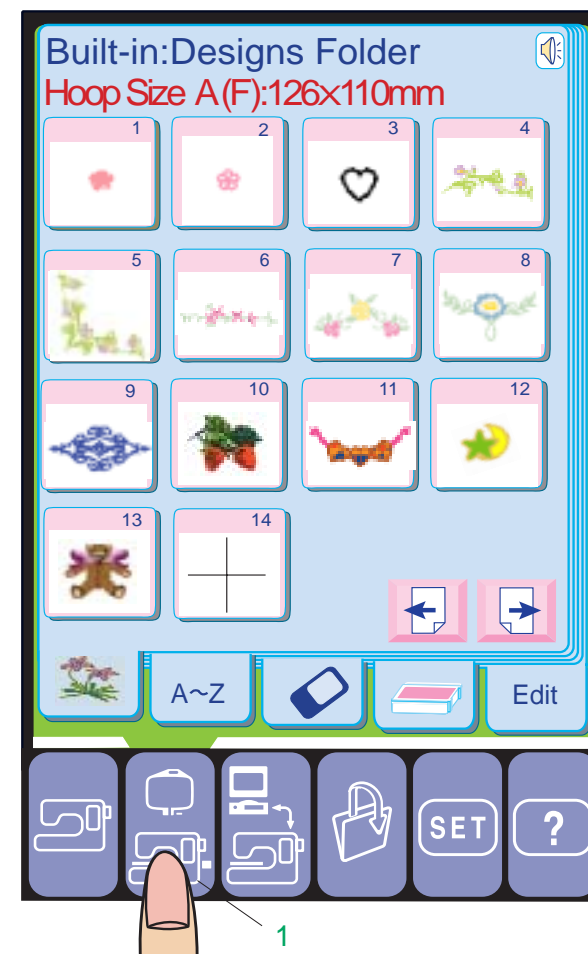 Built-in:Designs Folder
Hoop Size A (F):126×110mm
1 2 3 4
5 6 7 8
9 10 11 12
13 14
A~Z Edit
SET ?
1